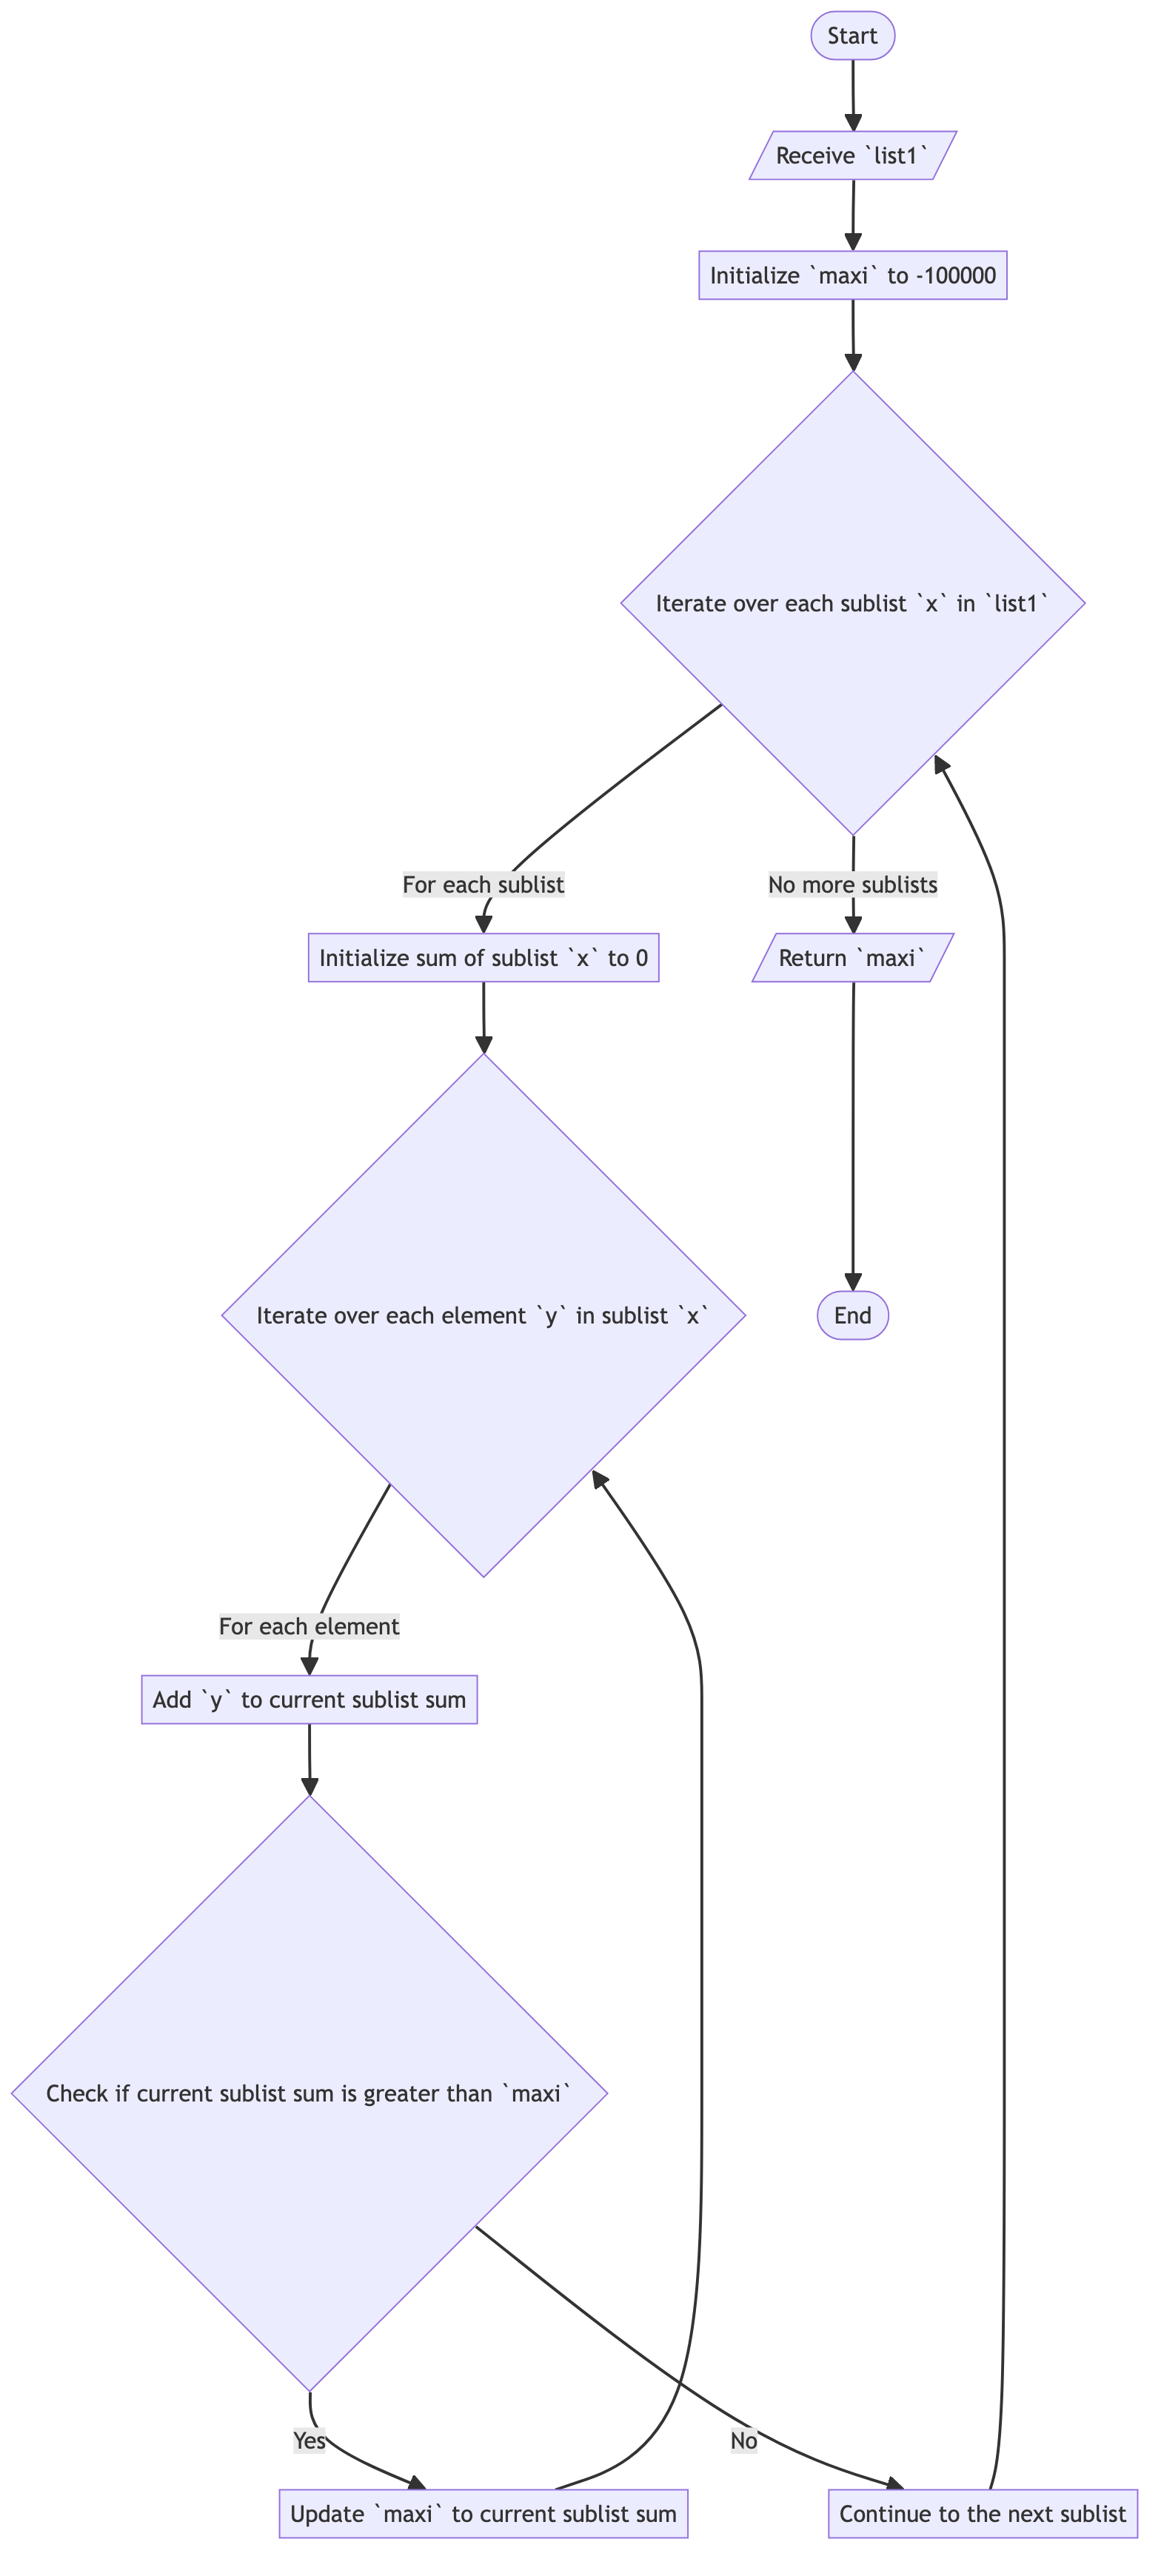 Start
Receive `list1`
Initialize `maxi` to -100000
Iterate over each sublist `x` in `list1`
For each sublist
No more sublists
Initialize sum of sublist `x` to 0
Return `maxi`
Iterate over each element `y` in sublist `x`
End
For each element
Add `y` to current sublist sum
Check if current sublist sum is greater than `maxi`
Yes
No
Update `maxi` to current sublist sum
Continue to the next sublist